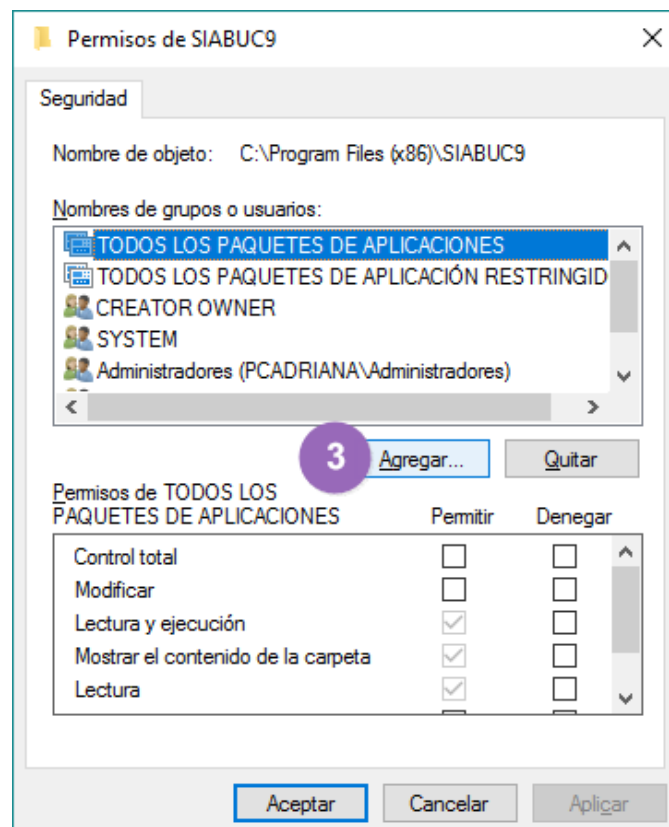 Permisos de SIABUC9
Seguridad
Nombre de objeto: C:\Program Files (x86)\SIABUC9
Nombres de grupos o usuarios:
TODOS LOS PAQUETES DE APLICACIONES
TODOS LOS PAQUETES DE APLICACIÓN RESTRINGID
CREATOR OWNER
SYSTEM
Administradores (PCADRIANA\Administradores)
3 Agregar... Quitar
Permisos de TODOS LOS
PAQUETES DE APLICACIONES Permitir Denegar
Control total
Modificar
Lectura y ejecución
Mostrar el contenido de la carpeta
Lectura
Aceptar Cancelar Aplicar